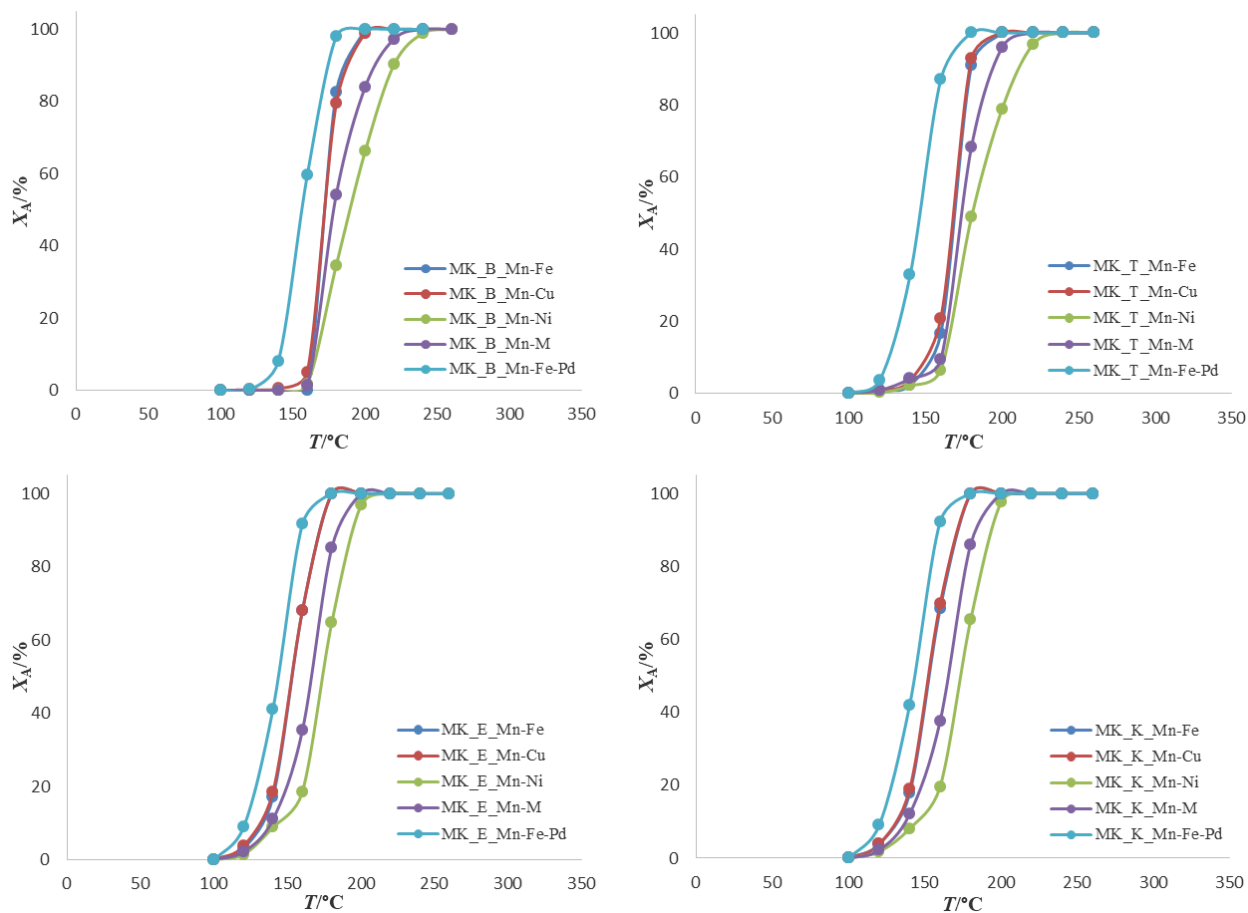 X_A/%
100
80
60
40
20
0
MK_B_Mn-Fe
MK_B_Mn-Cu
MK_B_Mn-Ni
MK_B_Mn-M
MK_B_Mn-Fe-Pd
0 50 100 150 200 250 300 350
T/°C
X_A/%
100
80
60
40
20
0
MK_T_Mn-Fe
MK_T_Mn-Cu
MK_T_Mn-Ni
MK_T_Mn-M
MK_T_Mn-Fe-Pd
0 50 100 150 200 250 300 350
T/°C
X_A/%
100
80
60
40
20
0
MK_E_Mn-Fe
MK_E_Mn-Cu
MK_E_Mn-Ni
MK_E_Mn-M
MK_E_Mn-Fe-Pd
0 50 100 150 200 250 300 350
T/°C
X_A/%
100
80
60
40
20
0
MK_K_Mn-Fe
MK_K_Mn-Cu
MK_K_Mn-Ni
MK_K_Mn-M
MK_K_Mn-Fe-Pd
0 50 100 150 200 250 300 350
T/°C